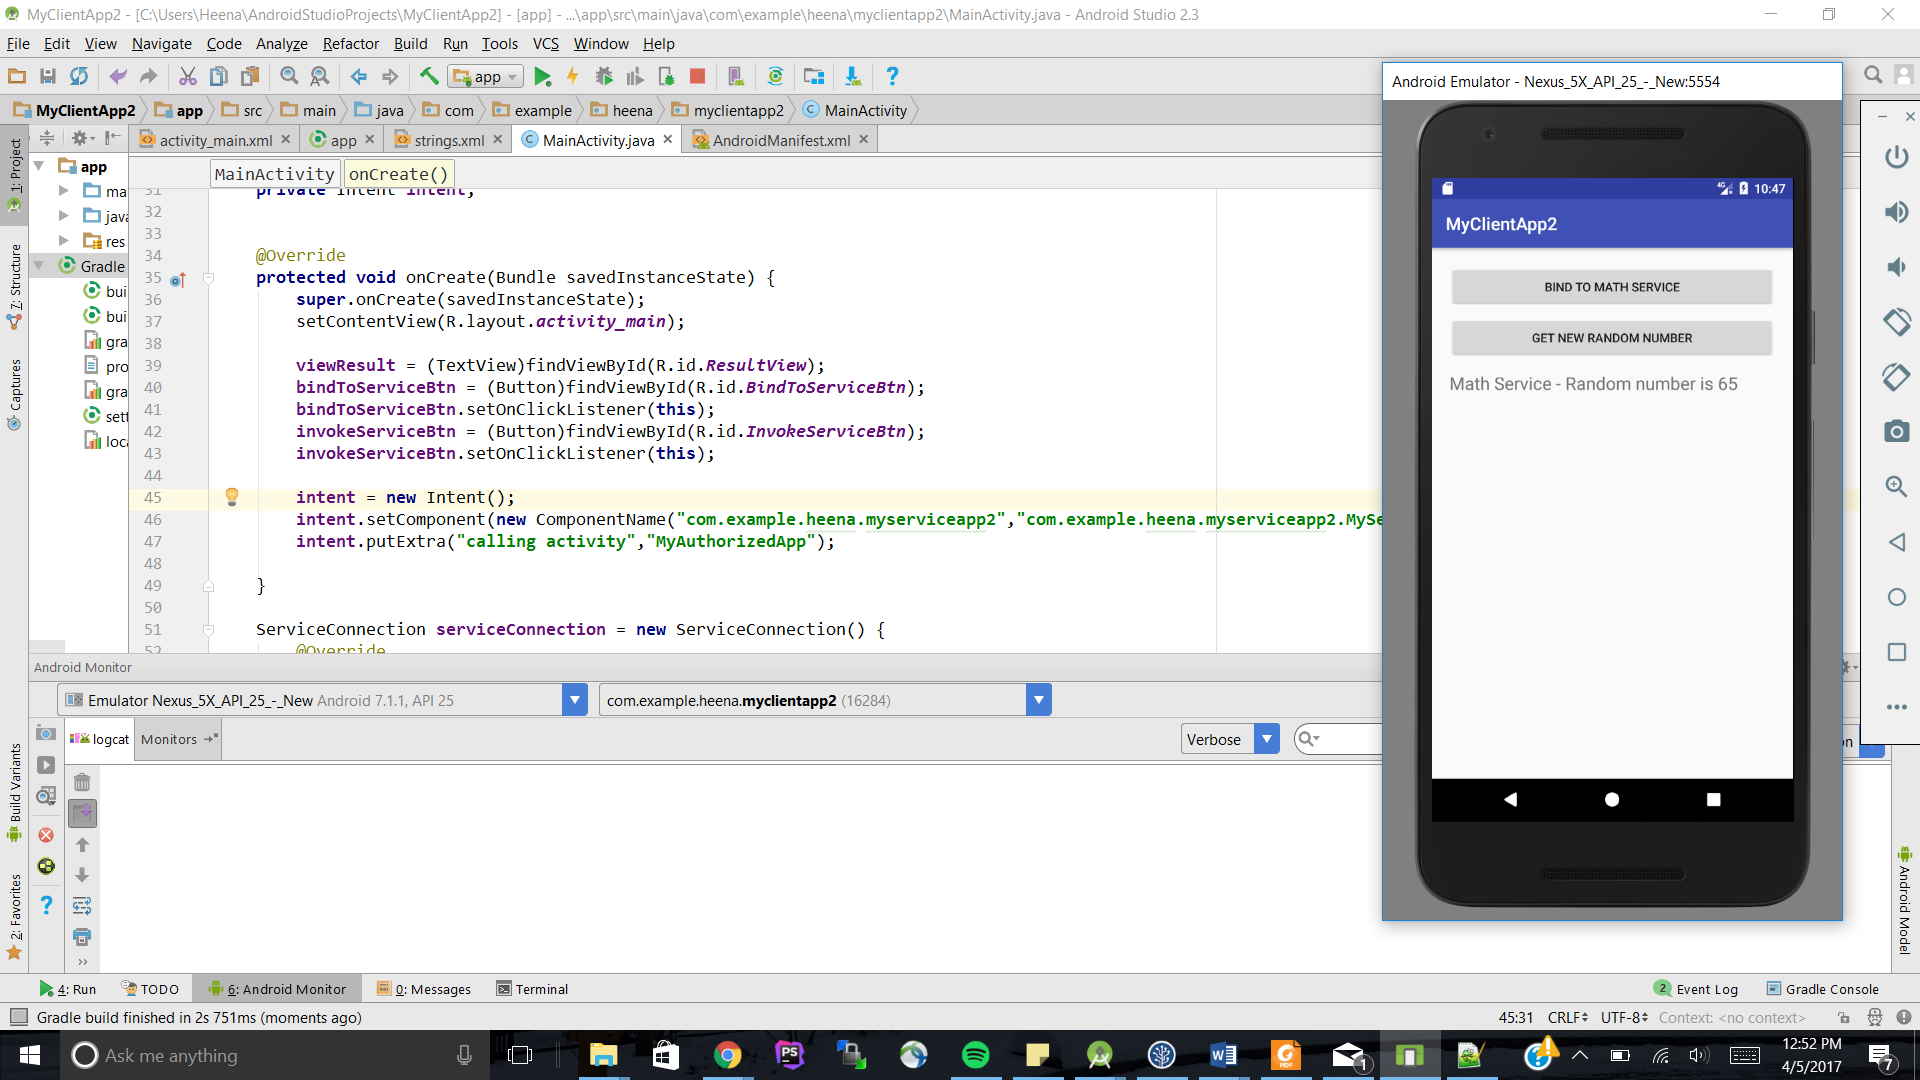 MyClientApp2 - [C:\Users\Heena\AndroidStudioProjects\MyClientApp2] - [app] - ...\app\src\main\java\com\example\heena\myclientapp2\MainActivity.java - Android Studio 2.3
File Edit View Navigate Code Analyze Refactor Build Run Tools VCS Window Help
app
MyClientApp2 app src main java com example heena myclientapp2 MainActivity
activity_main.xml app strings.xml MainActivity.java AndroidManifest.xml
MainActivity onCreate()
1: Project
7: Structure
Captures
Build Variants
2: Favorites
app
ma
java
res
Gradle
bui
bui
gra
pro
gra
sett
loca
31 private Intent intent;
32
33
34 @Override
35 protected void onCreate(Bundle savedInstanceState) {
36 super.onCreate(savedInstanceState);
37 setContentView(R.layout.activity_main);
38
39 viewResult = (TextView)findViewById(R.id.ResultView);
40 bindToServiceBtn = (Button)findViewById(R.id.BindToServiceBtn);
41 bindToServiceBtn.setOnClickListener(this);
42 invokeServiceBtn = (Button)findViewById(R.id.InvokeServiceBtn);
43 invokeServiceBtn.setOnClickListener(this);
44
45 intent = new Intent();
46 intent.setComponent(new ComponentName("com.example.heena.myserviceapp2","com.example.heena.myserviceapp2.MySe
47 intent.putExtra("calling activity","MyAuthorizedApp");
48
49 }
50
51 ServiceConnection serviceConnection = new ServiceConnection() {
52 @Override
Android Emulator - Nexus_5X_API_25_-_New:5554
4G 10:47
MyClientApp2
BIND TO MATH SERVICE
GET NEW RANDOM NUMBER
Math Service - Random number is 65
Android Monitor
Emulator Nexus_5X_API_25_-_New Android 7.1.1, API 25
com.example.heena.myclientapp2 (16284)
logcat Monitors
Verbose
on
Android Model
4: Run TODO 6: Android Monitor 0: Messages Terminal
2 Event Log Gradle Console
Gradle build finished in 2s 751ms (moments ago)
45:31 CRLF UTF-8 Context: <no context>
Ask me anything
PS
W
PDF
1
12:52 PM
4/5/2017
7